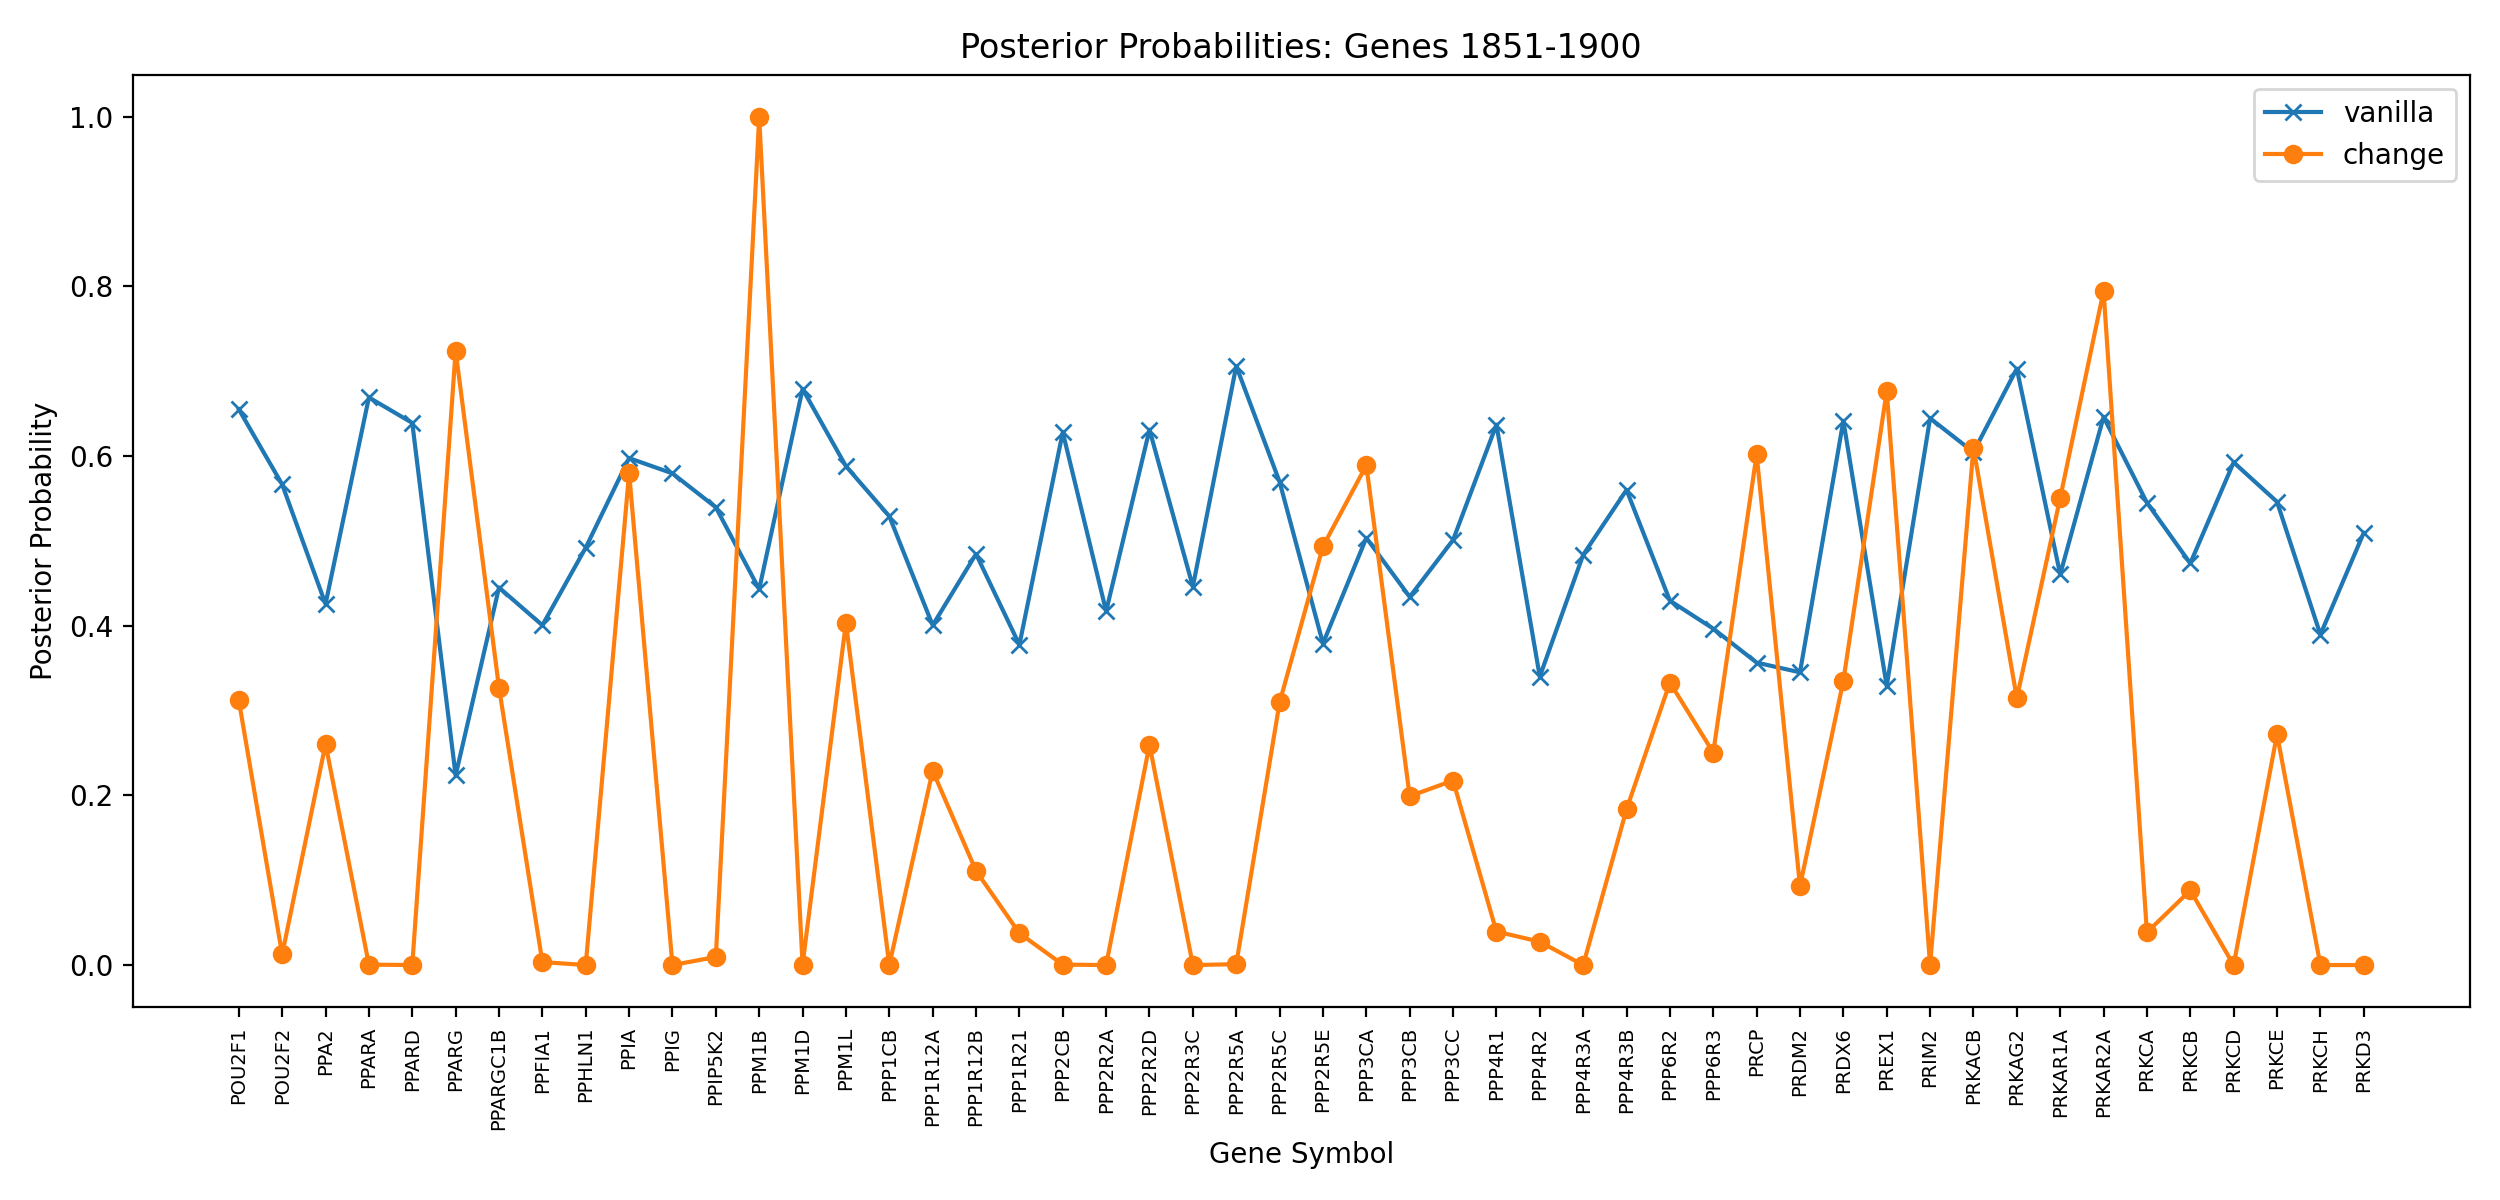 Posterior Probabilities: Genes 1851-1900
vanilla
change
Posterior Probability
1.0
0.8
0.6
0.4
0.2
0.0
POU2F1
POU2F2
PPA2
PPARA
PPARD
PPARG
PPARGC1B
PPFIA1
PPHLN1
PPIA
PPIG
PPIP5K2
PPM1B
PPM1D
PPM1L
PPP1CB
PPP1R12A
PPP1R12B
PPP1R21
PPP2CB
PPP2R2A
PPP2R2D
PPP2R3C
PPP2R5A
PPP2R5C
PPP2R5E
PPP3CA
PPP3CB
PPP3CC
PPP4R1
PPP4R2
PPP4R3A
PPP4R3B
PPP6R2
PPP6R3
PRCP
PRDM2
PRDX6
PREX1
PRIM2
PRKACB
PRKAG2
PRKAR1A
PRKAR2A
PRKCA
PRKCB
PRKCD
PRKCE
PRKCH
PRKD3
Gene Symbol